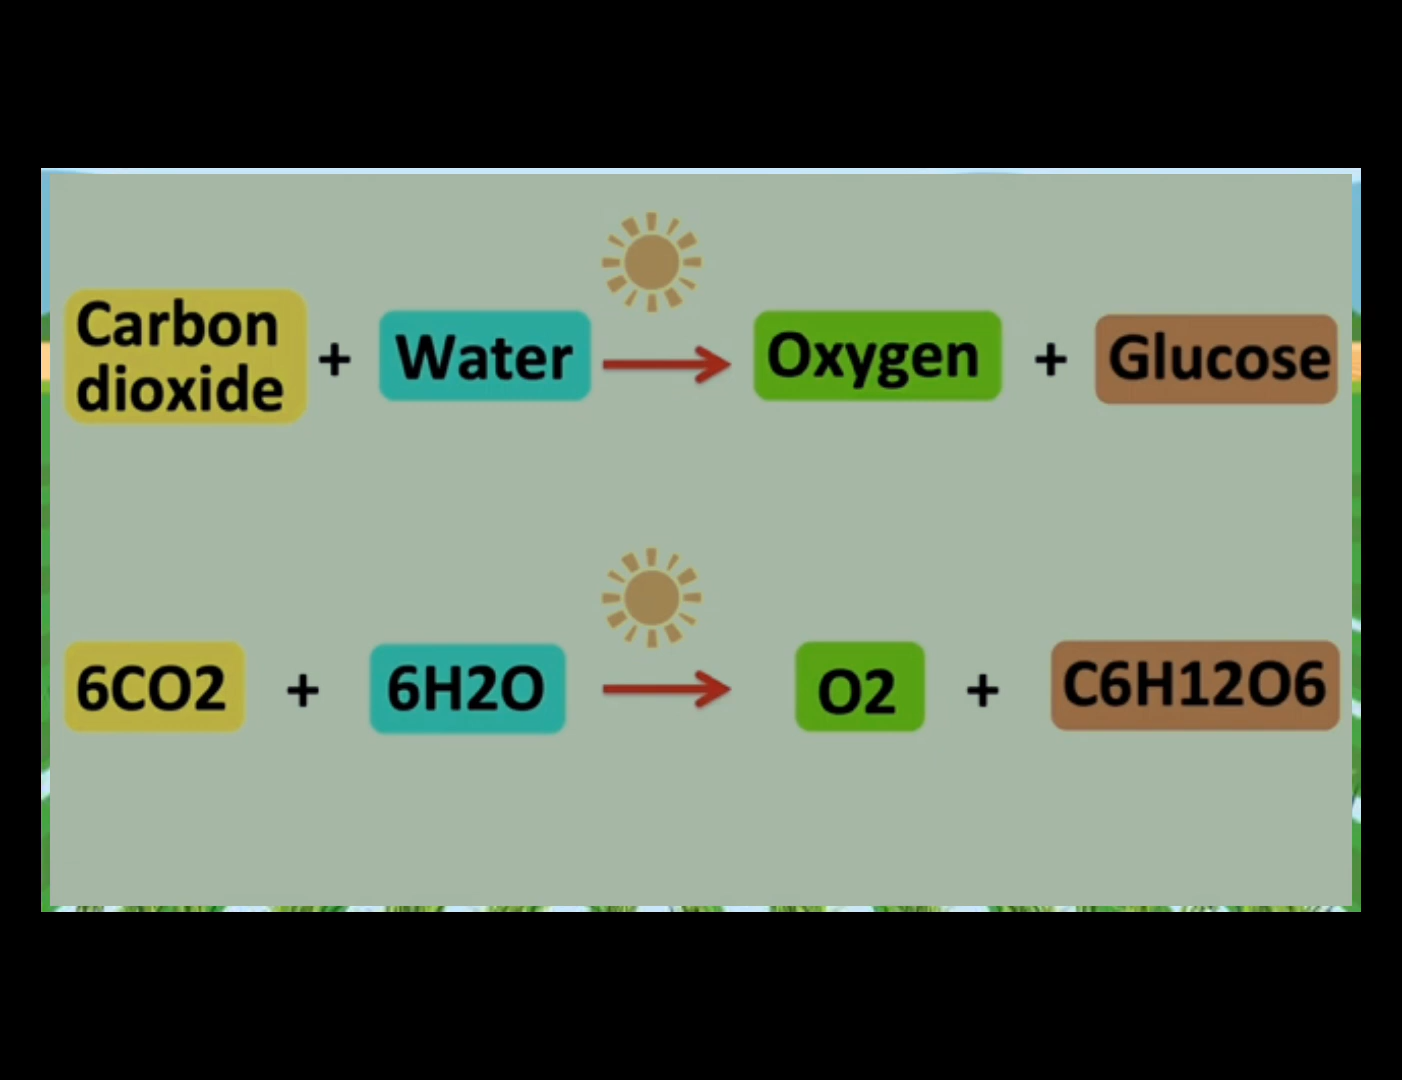 Carbon dioxide + Water → Oxygen + Glucose
6CO2 + 6H2O → O2 + C6H12O6